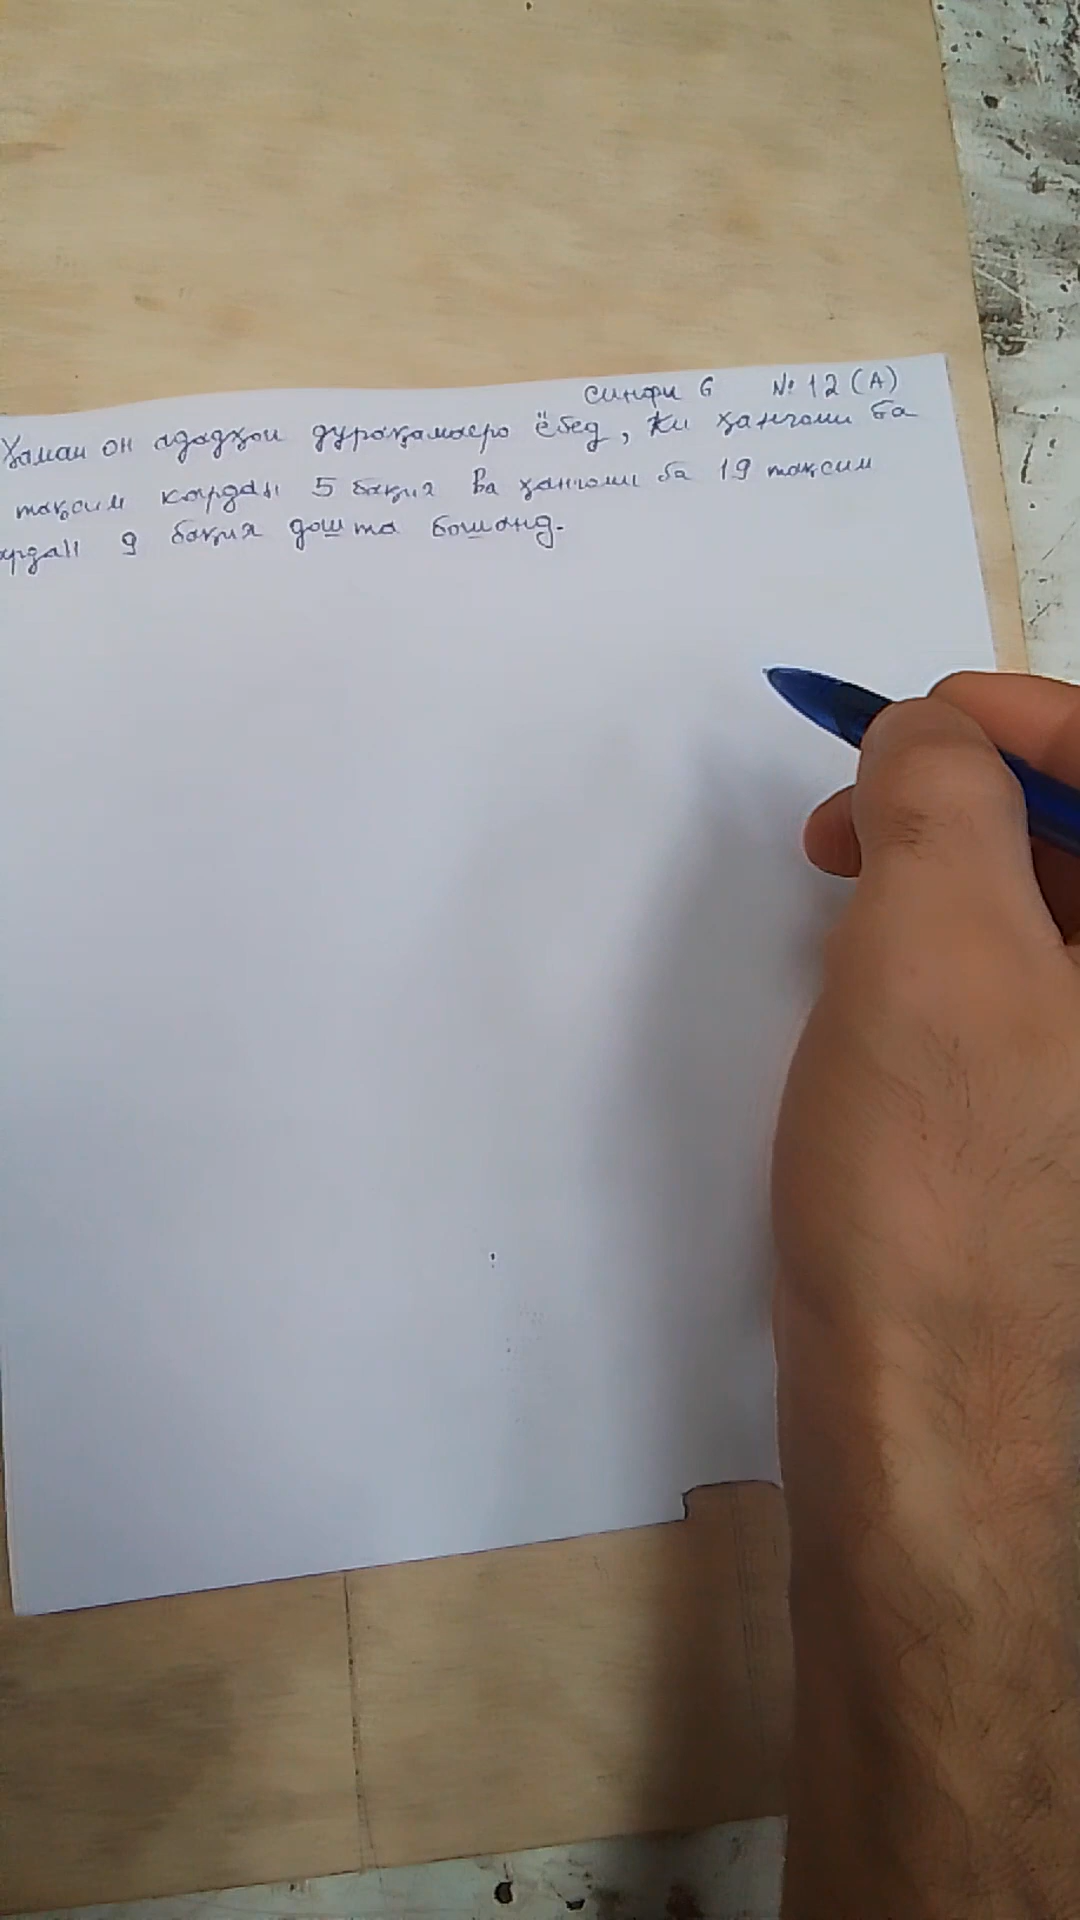 синфи 6 № 12 (А)
Ҳамаи он ададҳои дурақамаеро ёбед, ки ҳангоми ба
тақсим кардан 5 бақия ва ҳангоми ба 19 тақсим
9 бақия дошта бошанд.